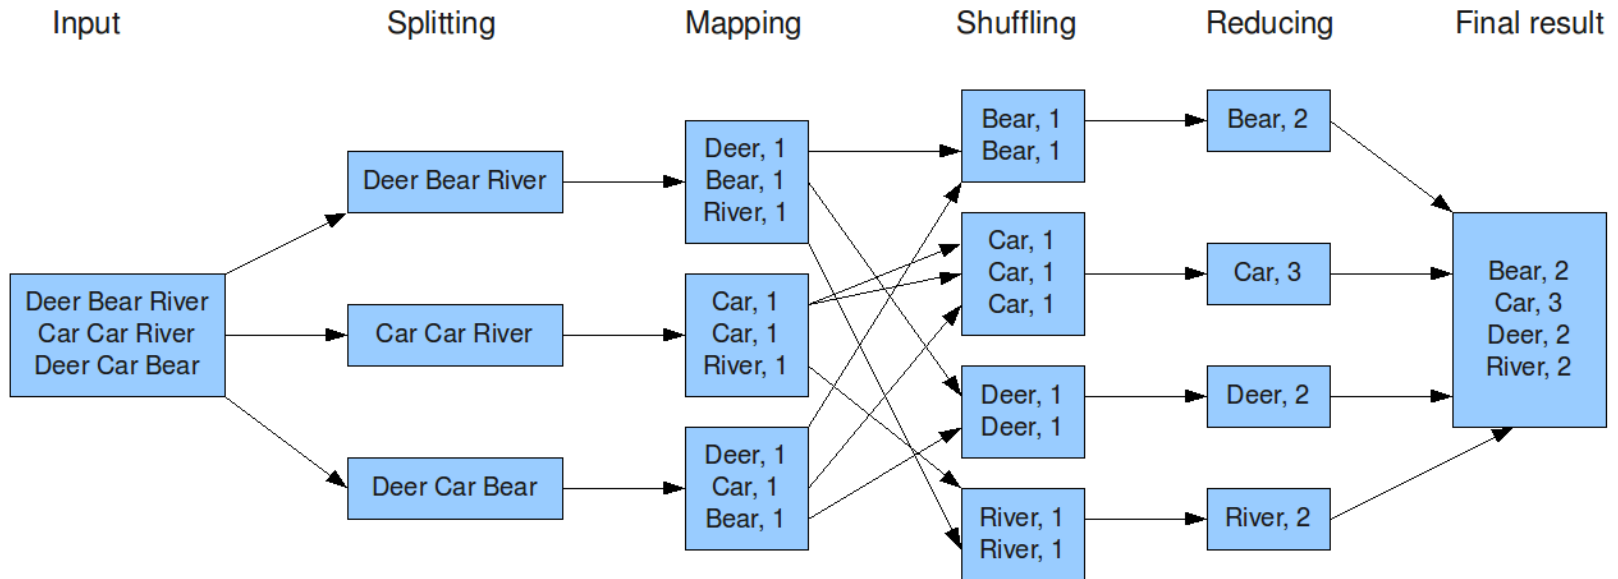 Input
Splitting
Mapping
Shuffling
Reducing
Final result
Deer Bear River
Car Car River
Deer Car Bear
Deer Bear River
Car Car River
Deer Car Bear
Deer, 1
Bear, 1
River, 1
Car, 1
Car, 1
River, 1
Deer, 1
Car, 1
Bear, 1
Bear, 1
Bear, 1
Car, 1
Car, 1
Car, 1
Deer, 1
Deer, 1
River, 1
River, 1
Bear, 2
Car, 3
Deer, 2
River, 2
Bear, 2
Car, 3
Deer, 2
River, 2